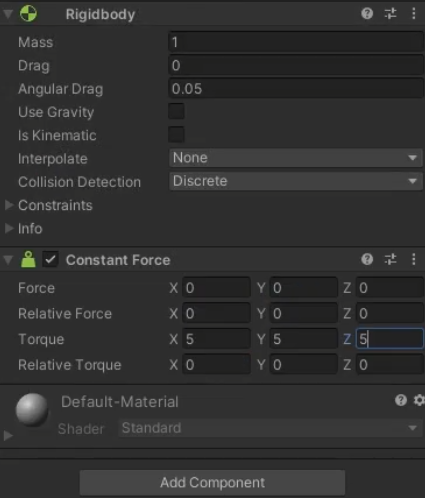 Rigidbody
Mass 1
Drag 0
Angular Drag 0.05
Use Gravity
Is Kinematic
Interpolate None
Collision Detection Discrete
Constraints
Info
Constant Force
Force X 0 Y 0 Z 0
Relative Force X 0 Y 0 Z 0
Torque X 5 Y 5 Z 5
Relative Torque X 0 Y 0 Z 0
Default-Material
Shader Standard
Add Component